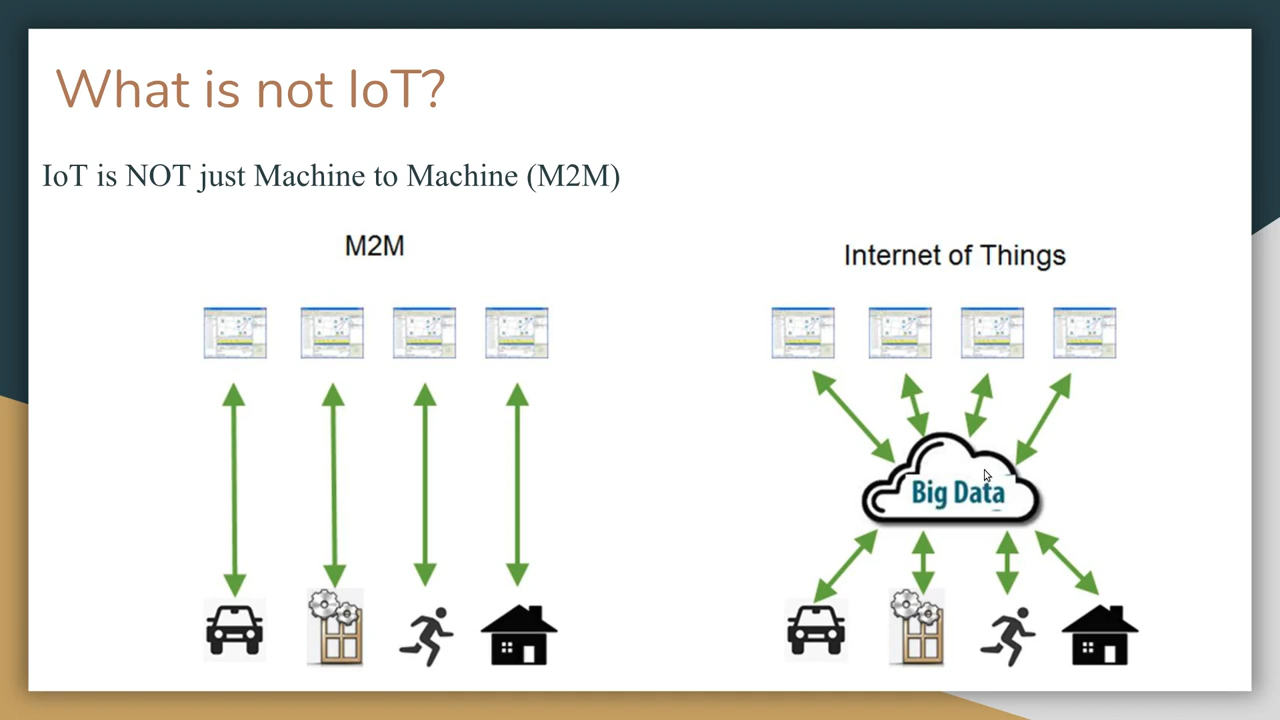 What is not IoT?
IoT is NOT just Machine to Machine (M2M)
M2M
Internet of Things
Big Data